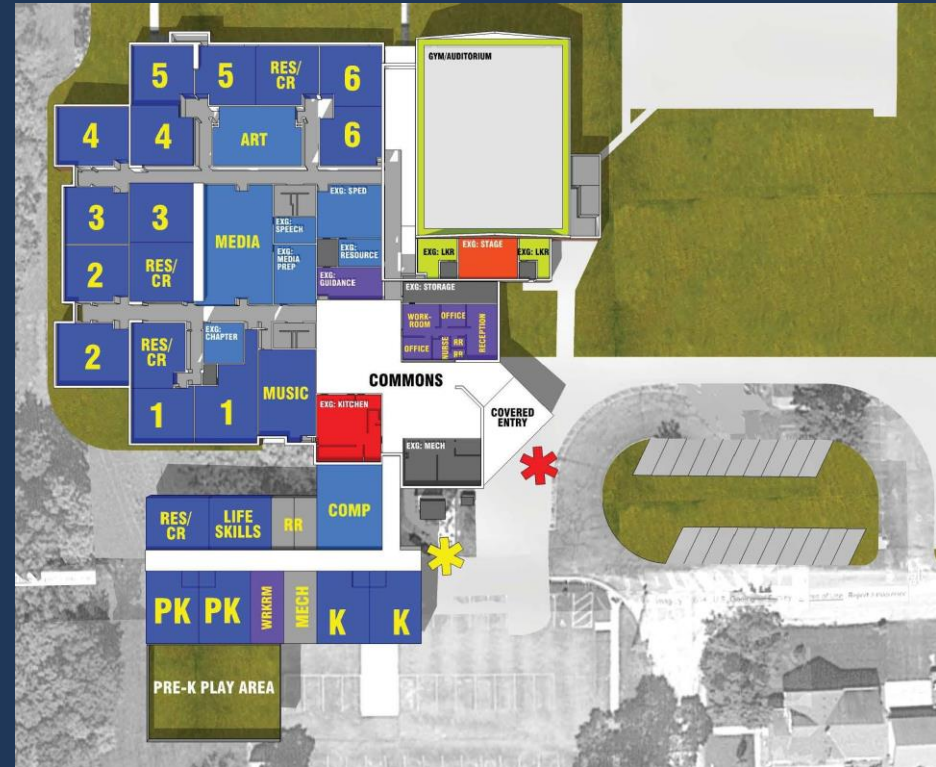 GYM/AUDITORIUM
5
5
RES/
CR
6
4
4
ART
6
3
3
MEDIA
EXG: SPED
EXG:
SPEECH
EXG:
MEDIA
PREP
EXG:
RESOURCE
EXG:
GUIDANCE
2
RES/
CR
EXG: LKR
EXG: STAGE
EXG: LKR
EXG: STORAGE
WORK-
ROOM
OFFICE
RECEPTION
OFFICE
NURSE
RR
RR
2
RES/
CR
EXG:
CHAPTER
MUSIC
1
1
COMMONS
COVERED
ENTRY
EXG: KITCHEN
EXG: MECH
RES/
CR
LIFE
SKILLS
RR
COMP
PK
PK
WRKRM
MECH
K
K
PRE-K PLAY AREA